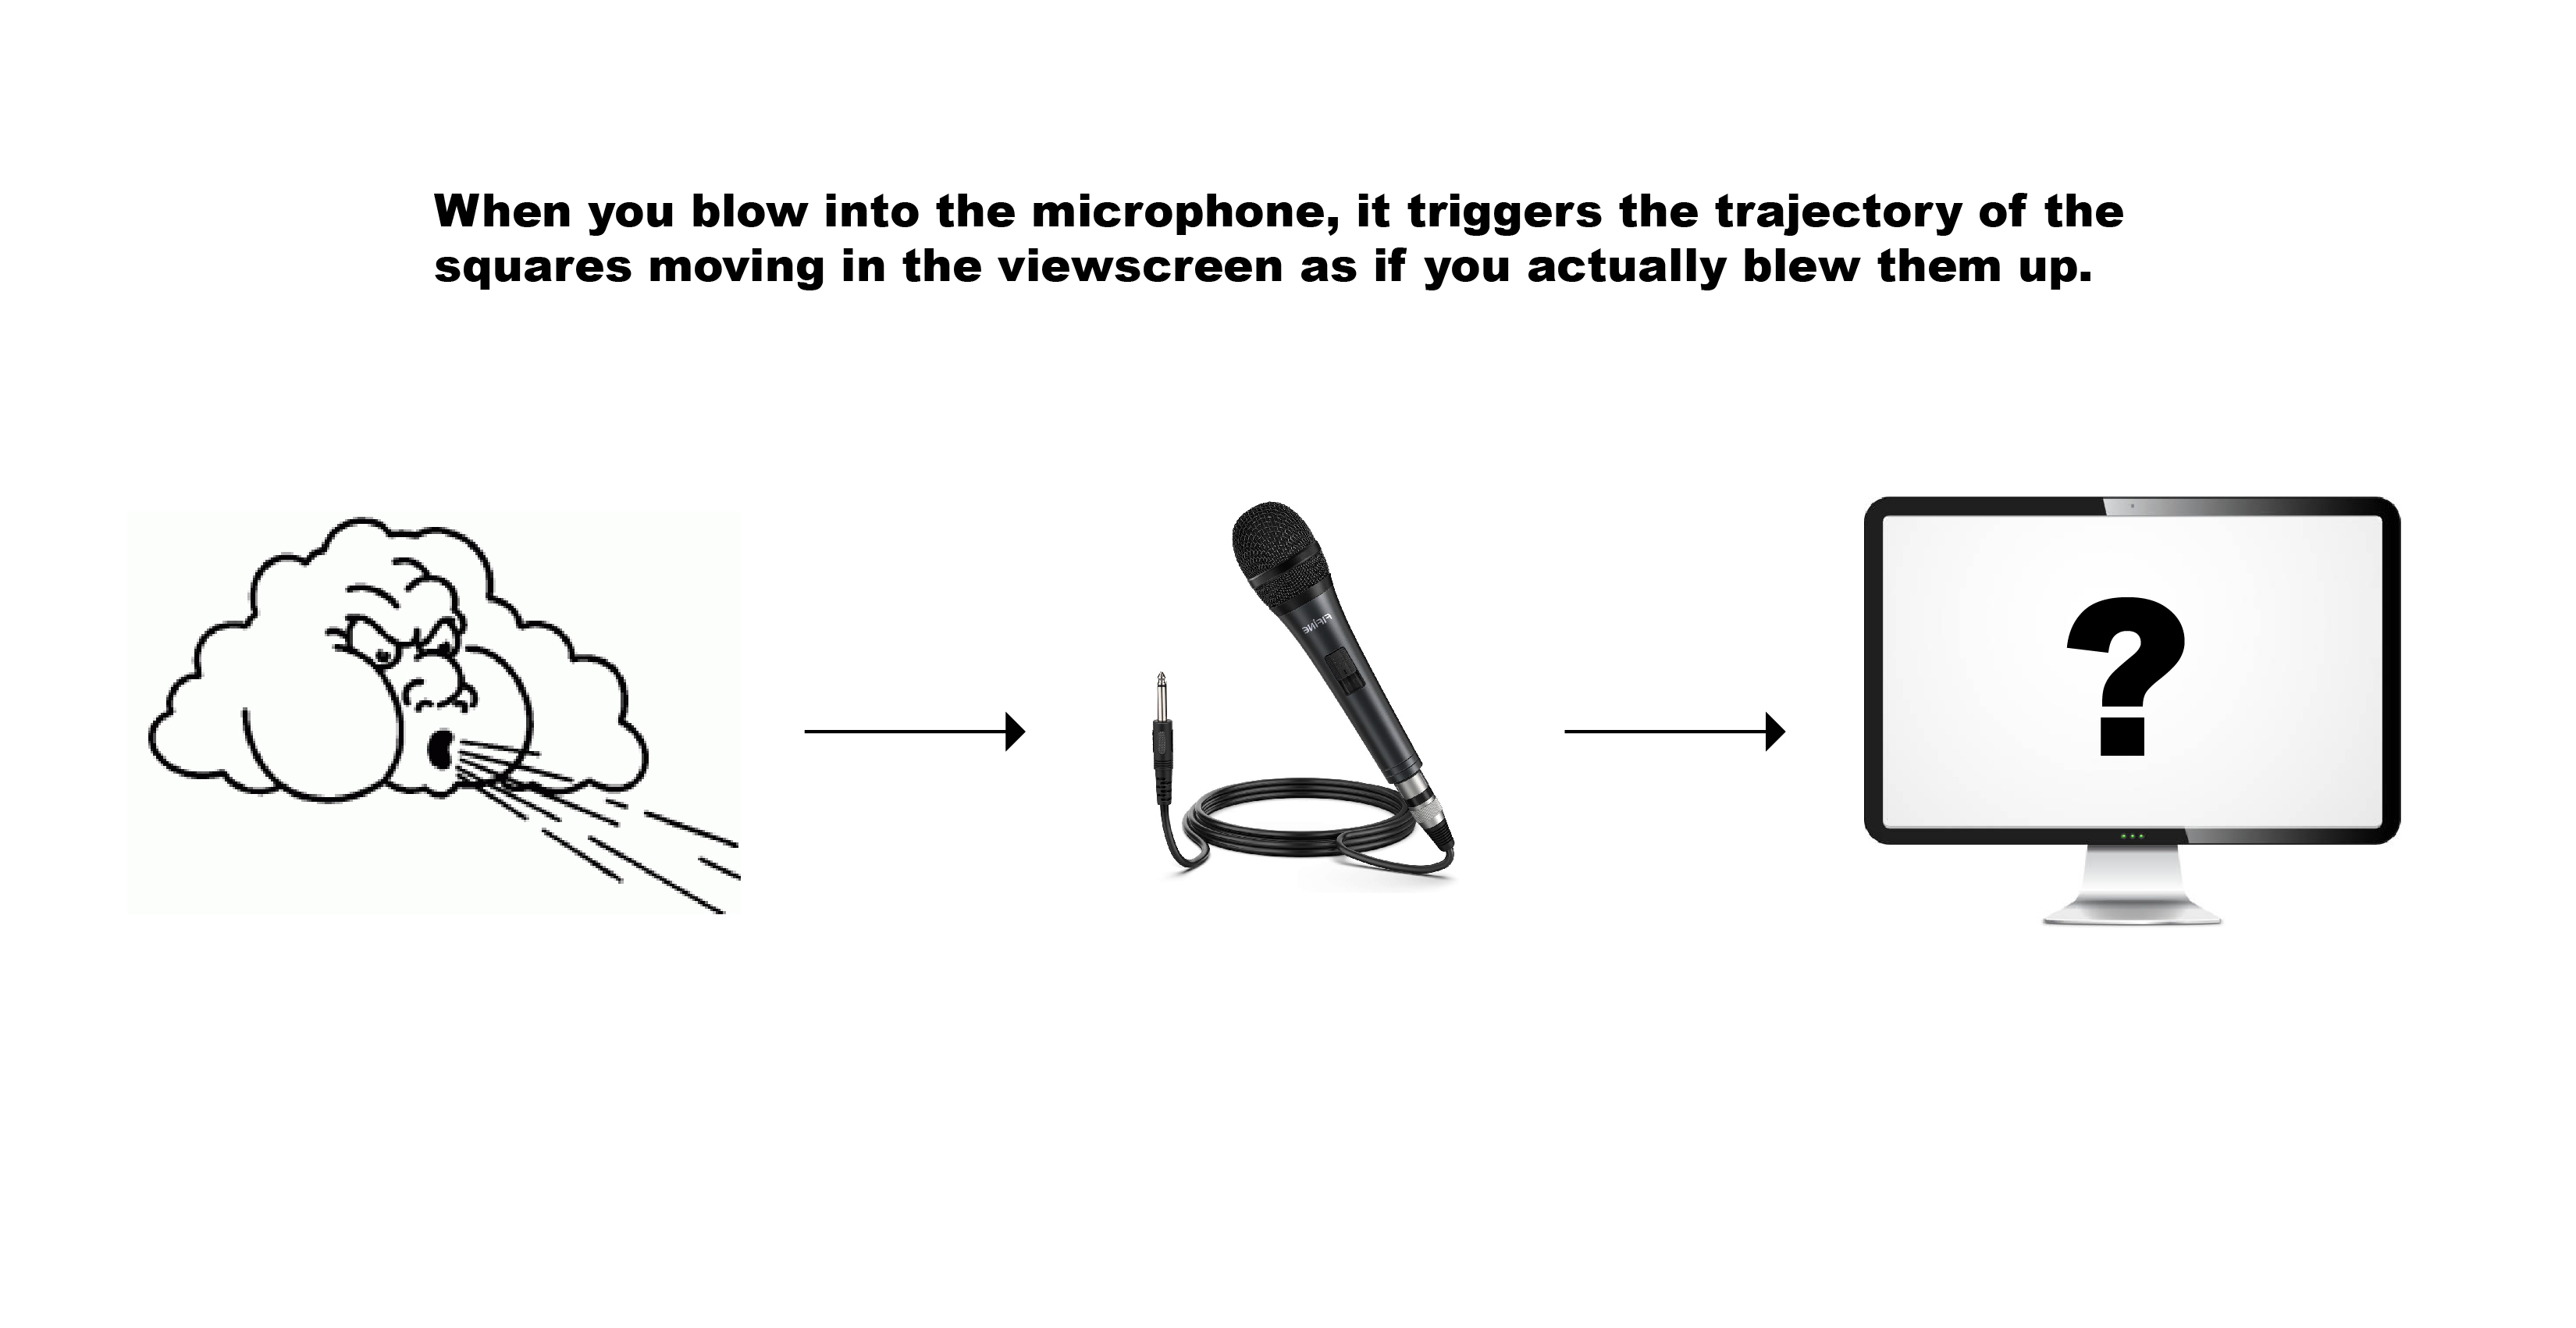 When you blow into the microphone, it triggers the trajectory of the
squares moving in the viewscreen as if you actually blew them up.
FIFINE
?